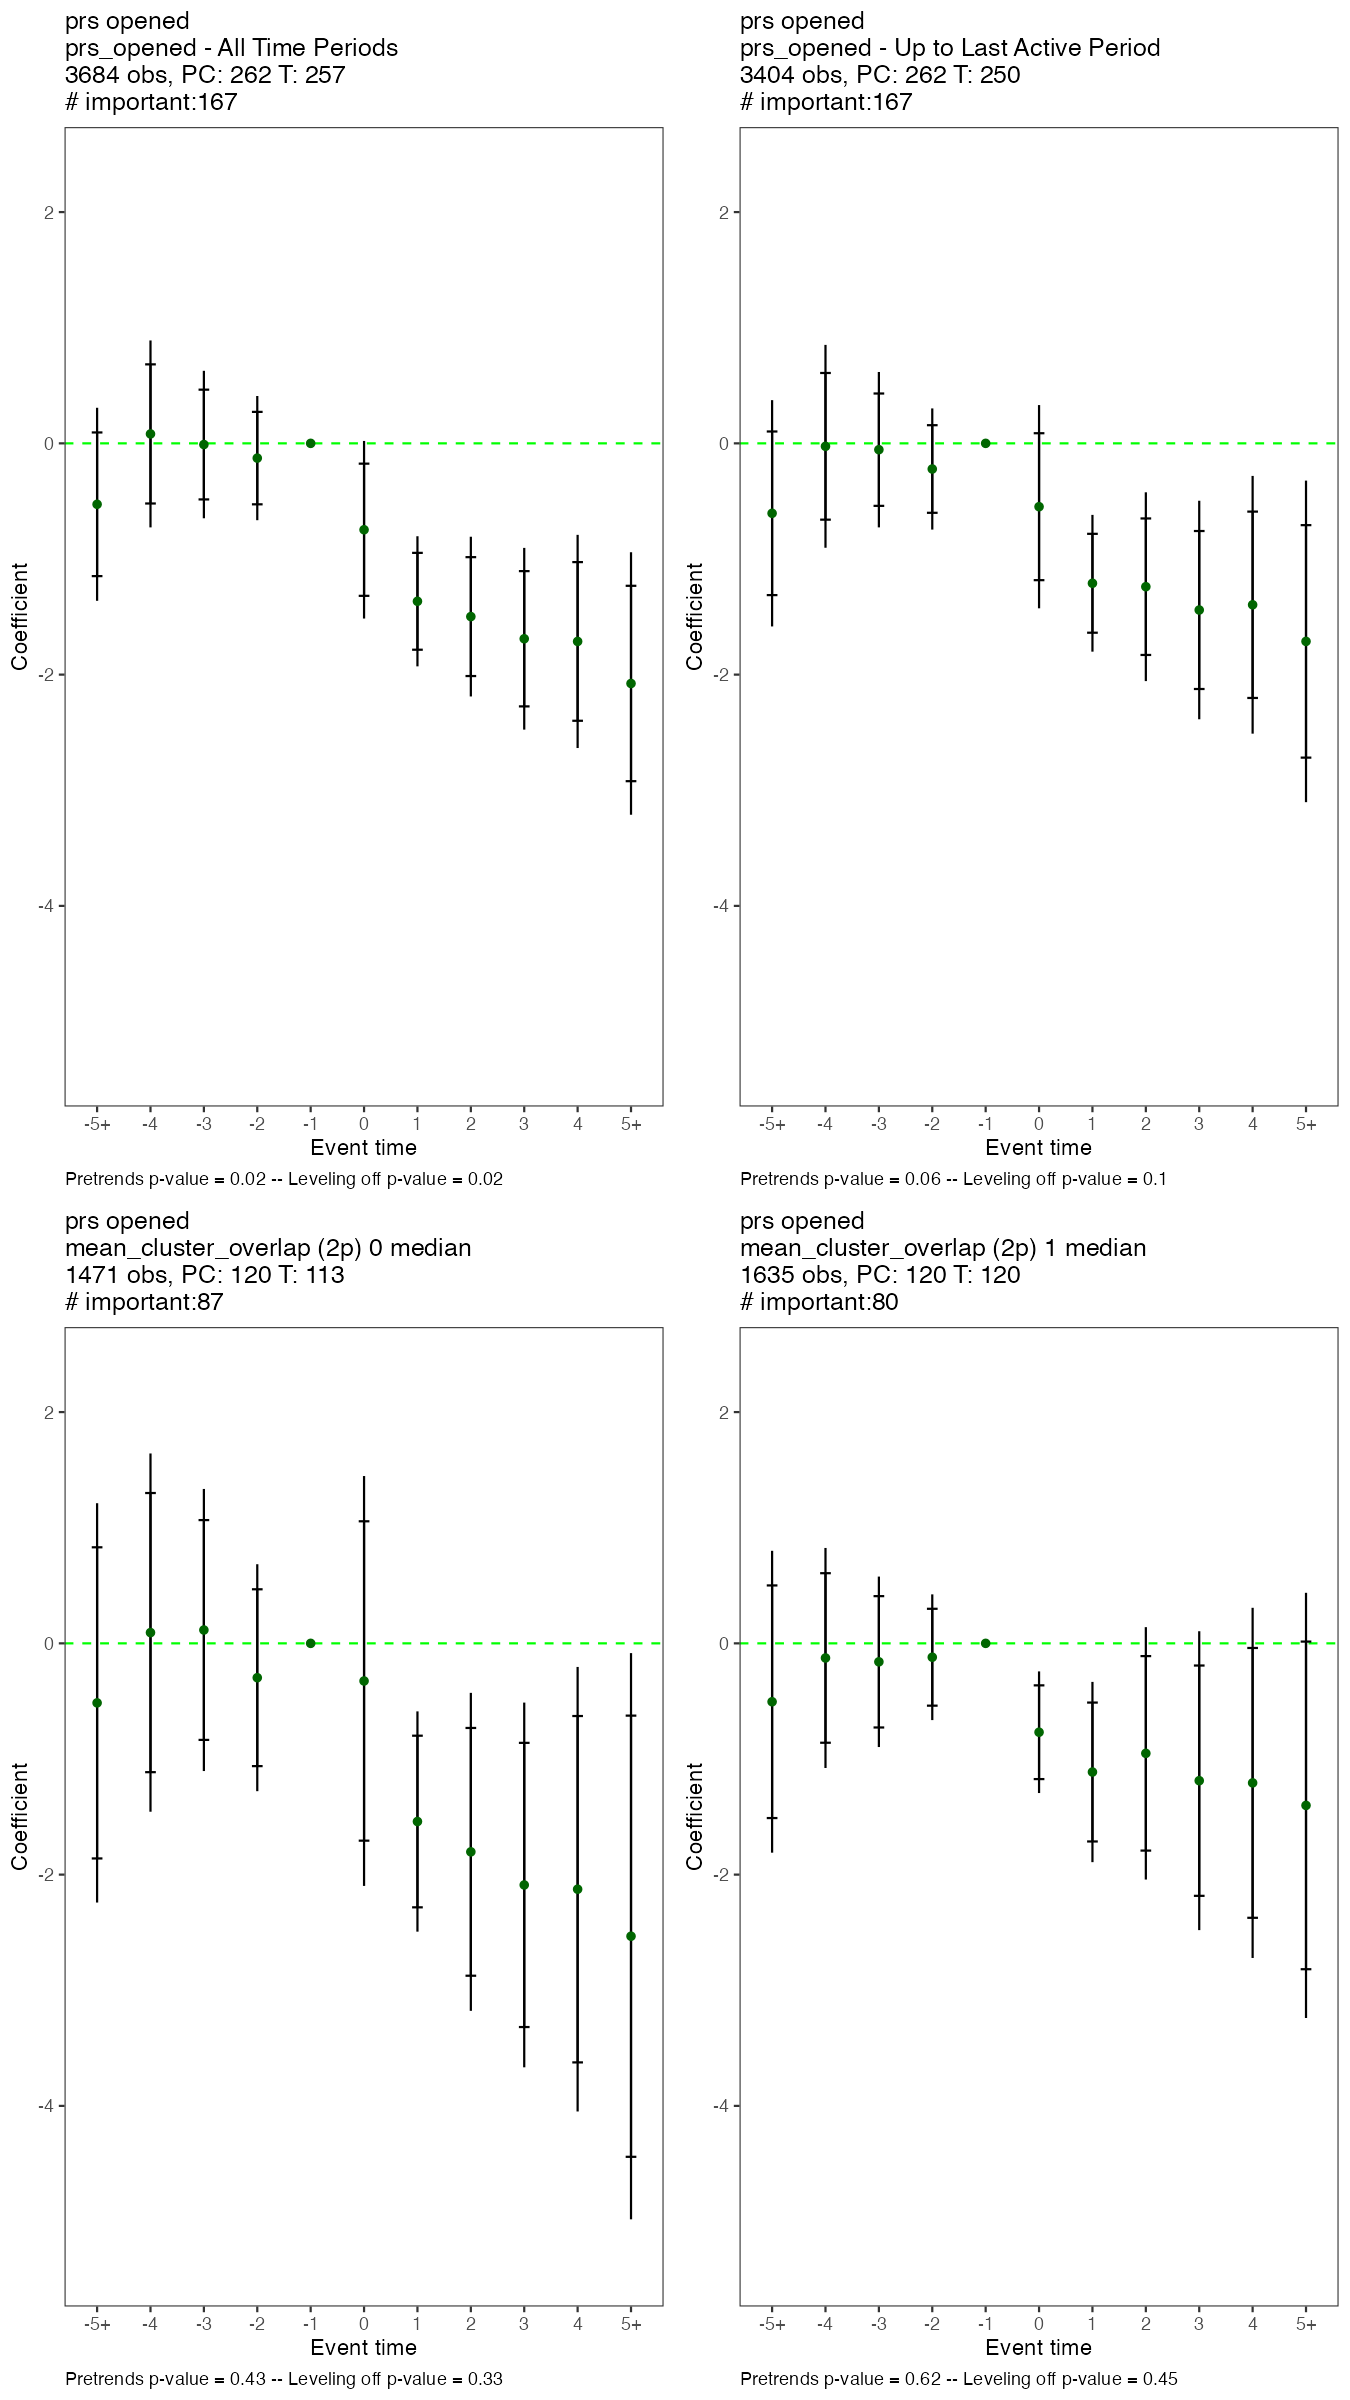 prs opened
prs_opened - All Time Periods
3684 obs, PC: 262 T: 257
# important:167
2
0
-2
-4
Coefficient
-5+ -4 -3 -2 -1 0 1 2 3 4 5+
Event time
Pretrends p-value = 0.02 -- Leveling off p-value = 0.02
prs opened
prs_opened - Up to Last Active Period
3404 obs, PC: 262 T: 250
# important:167
2
0
-2
-4
Coefficient
-5+ -4 -3 -2 -1 0 1 2 3 4 5+
Event time
Pretrends p-value = 0.06 -- Leveling off p-value = 0.1
prs opened
mean_cluster_overlap (2p) 0 median
1471 obs, PC: 120 T: 113
# important:87
2
0
-2
-4
Coefficient
-5+ -4 -3 -2 -1 0 1 2 3 4 5+
Event time
Pretrends p-value = 0.43 -- Leveling off p-value = 0.33
prs opened
mean_cluster_overlap (2p) 1 median
1635 obs, PC: 120 T: 120
# important:80
2
0
-2
-4
Coefficient
-5+ -4 -3 -2 -1 0 1 2 3 4 5+
Event time
Pretrends p-value = 0.62 -- Leveling off p-value = 0.45